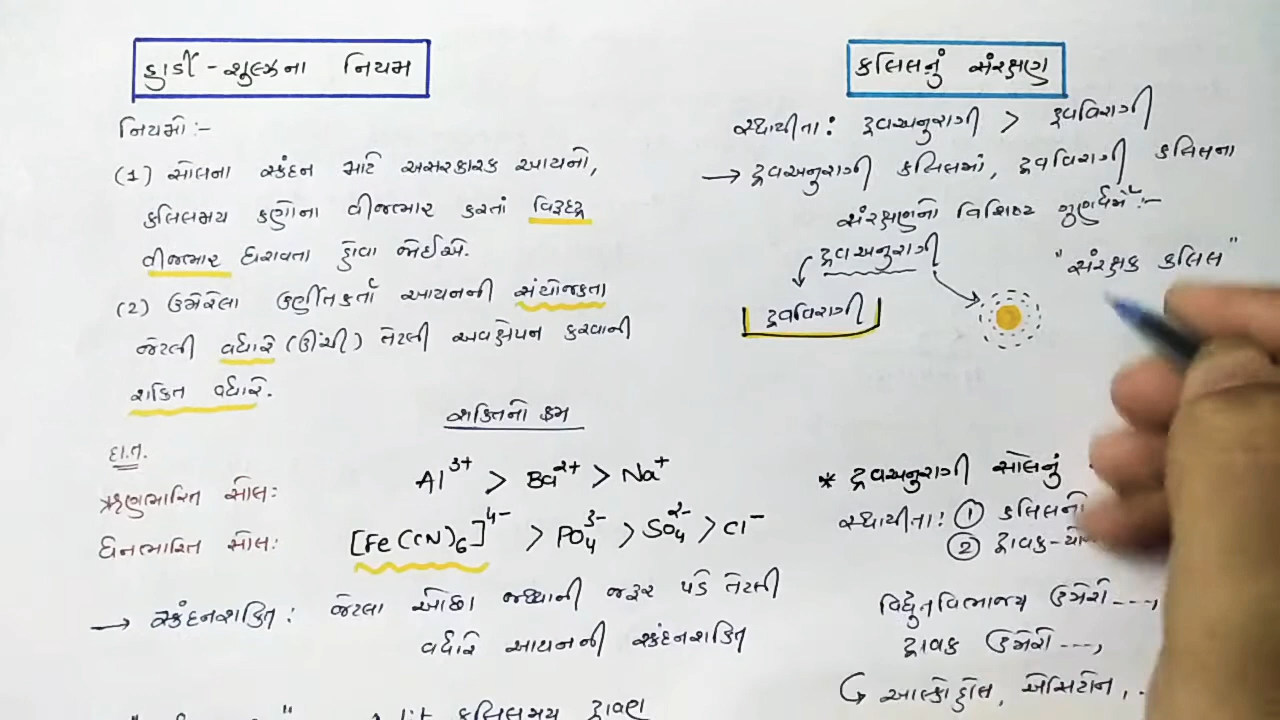 હાર્ડી - શુલ્ઝના નિયમ
નિયમો:-
(1) સોલના સ્કંદન માટે અસરકારક આયનો,
કલિલમય કણોના વીજભાર કરતાં વિરૂદ્ધ
વીજભાર ધરાવતા હોવા જોઈએ.
(2) ઉમેરેલા ઉર્ણીતકર્તા આયનની સંયોજકતા
જેટલી વધારે (ઊંચી) તેટલી અવક્ષેપન કરવાની
શક્તિ વધારે.
શક્તિનો ક્રમ
દા.ત.
ઋણભારિત સોલ: Al³⁺ > Ba²⁺ > Na⁺
ધનભારિત સોલ: [Fe(CN)₆]⁴⁻ > PO₄³⁻ > SO₄²⁻ > Cl⁻
→ સ્કંદનશક્તિ: જેટલા ઓછા જથ્થાની જરૂર પડે તેટલી
વધારે આયનની સ્કંદનશક્તિ
કલિલમય દ્રાવણ
કલિલનું સંરક્ષણ
સ્થાયીતા: દ્રવઅનુરાગી > દ્રવવિરાગી
→ દ્રવઅનુરાગી કલિલમાં, દ્રવવિરાગી કલિલના
સંરક્ષણનો વિશિષ્ટ ગુણધર્મ:-
દ્રવઅનુરાગી
"સંરક્ષક કલિલ"
દ્રવવિરાગી
* દ્રવઅનુરાગી સોલનું
સ્થાયીતા: ① કલિલનો
② દ્રાવક-યો
વિદ્યુતવિભાજ્ય ઉમેરી ---,
દ્રાવક ઉમેરી ---,
↳ આલ્કોહોલ, એસિટોન,